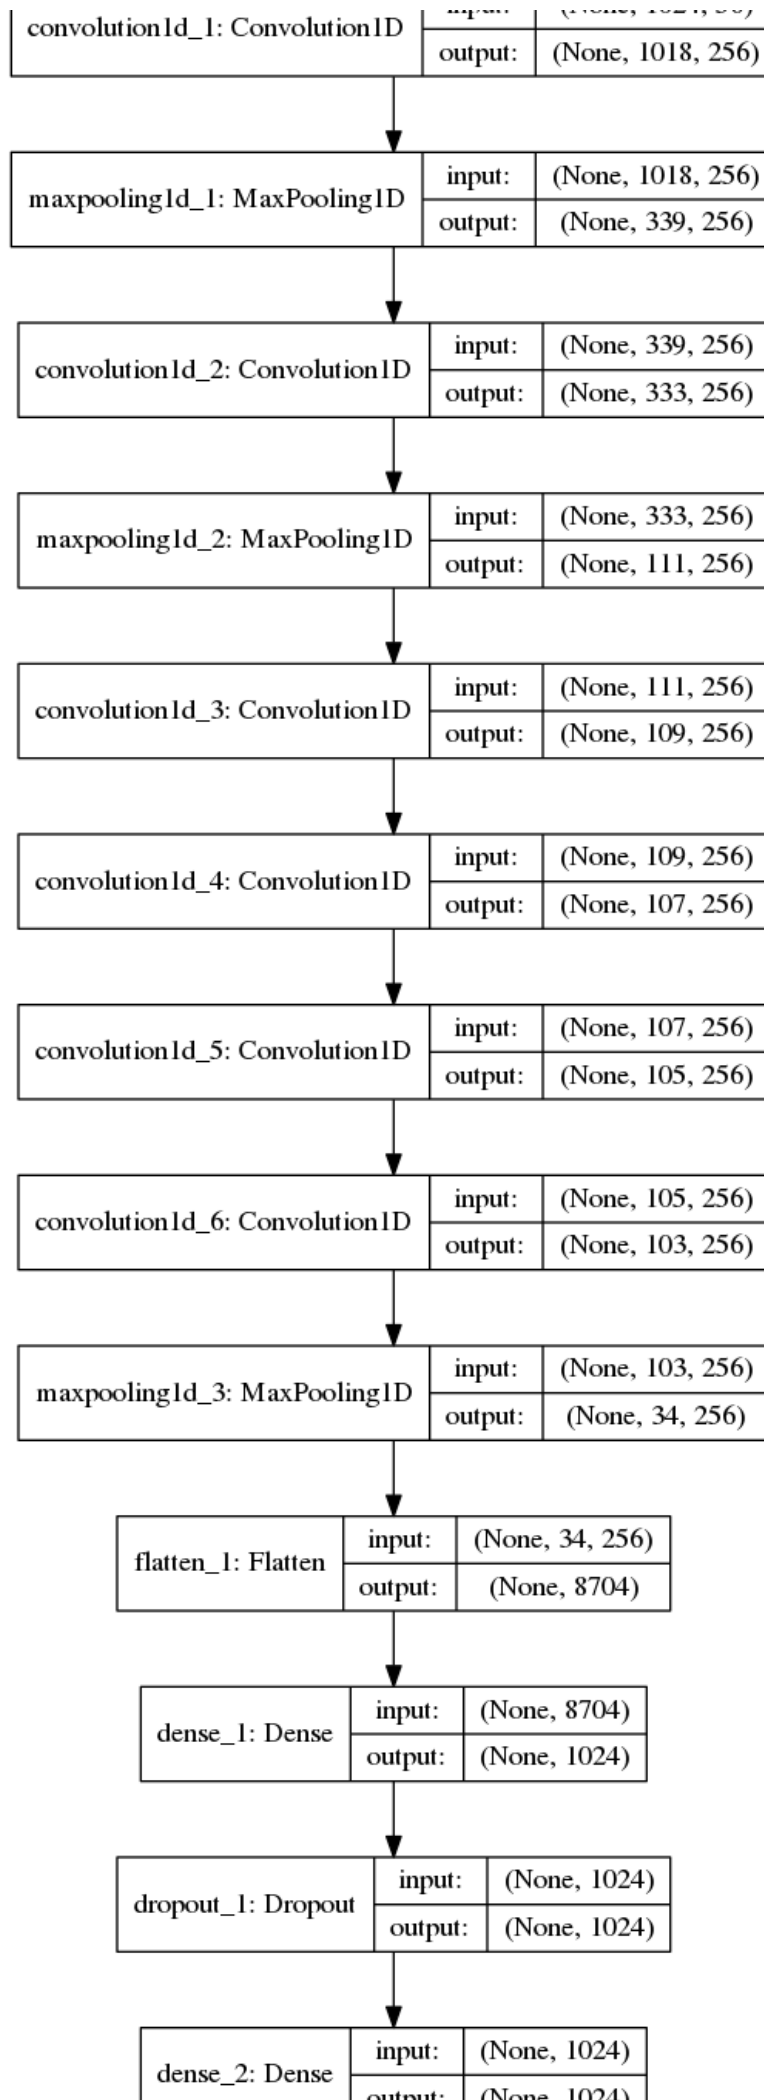 convolution1d_1: Convolution1D
output: (None, 1018, 256)
maxpooling1d_1: MaxPooling1D
input: (None, 1018, 256)
output: (None, 339, 256)
convolution1d_2: Convolution1D
input: (None, 339, 256)
output: (None, 333, 256)
maxpooling1d_2: MaxPooling1D
input: (None, 333, 256)
output: (None, 111, 256)
convolution1d_3: Convolution1D
input: (None, 111, 256)
output: (None, 109, 256)
convolution1d_4: Convolution1D
input: (None, 109, 256)
output: (None, 107, 256)
convolution1d_5: Convolution1D
input: (None, 107, 256)
output: (None, 105, 256)
convolution1d_6: Convolution1D
input: (None, 105, 256)
output: (None, 103, 256)
maxpooling1d_3: MaxPooling1D
input: (None, 103, 256)
output: (None, 34, 256)
flatten_1: Flatten
input: (None, 34, 256)
output: (None, 8704)
dense_1: Dense
input: (None, 8704)
output: (None, 1024)
dropout_1: Dropout
input: (None, 1024)
output: (None, 1024)
dense_2: Dense
input: (None, 1024)
output: (None, 1024)